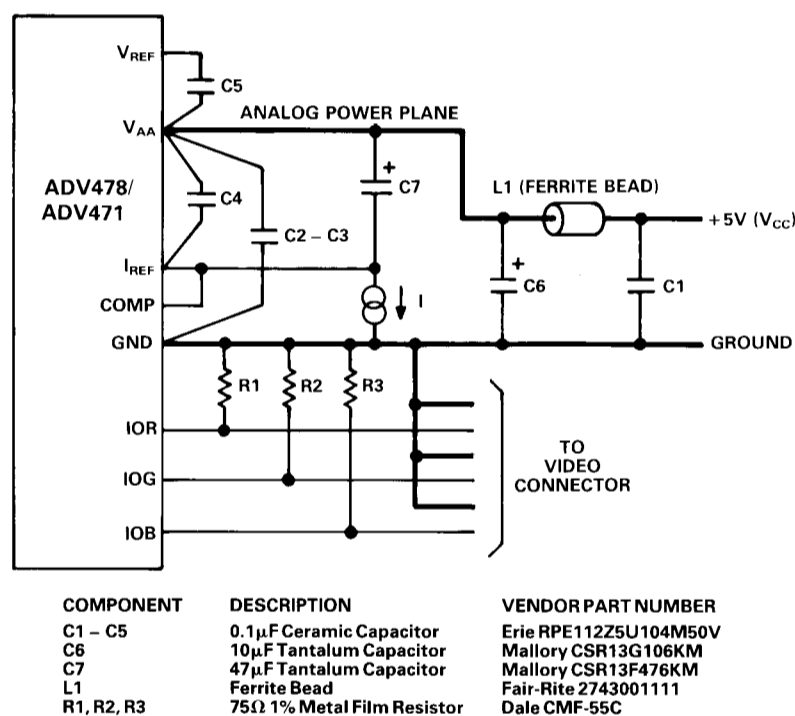 VREF
C5
ANALOG POWER PLANE
VAA
+
C7
L1 (FERRITE BEAD)
ADV478/
ADV471
C4
+5V (VCC)
C2 – C3
IREF
+
C6
C1
COMP
I
GND
GROUND
R1
R2
R3
IOR
TO
VIDEO
CONNECTOR
IOG
IOB
COMPONENT DESCRIPTION VENDOR PART NUMBER
C1 – C5 0.1µF Ceramic Capacitor Erie RPE112Z5U104M50V
C6 10µF Tantalum Capacitor Mallory CSR13G106KM
C7 47µF Tantalum Capacitor Mallory CSR13F476KM
L1 Ferrite Bead Fair-Rite 2743001111
R1, R2, R3 75Ω 1% Metal Film Resistor Dale CMF-55C